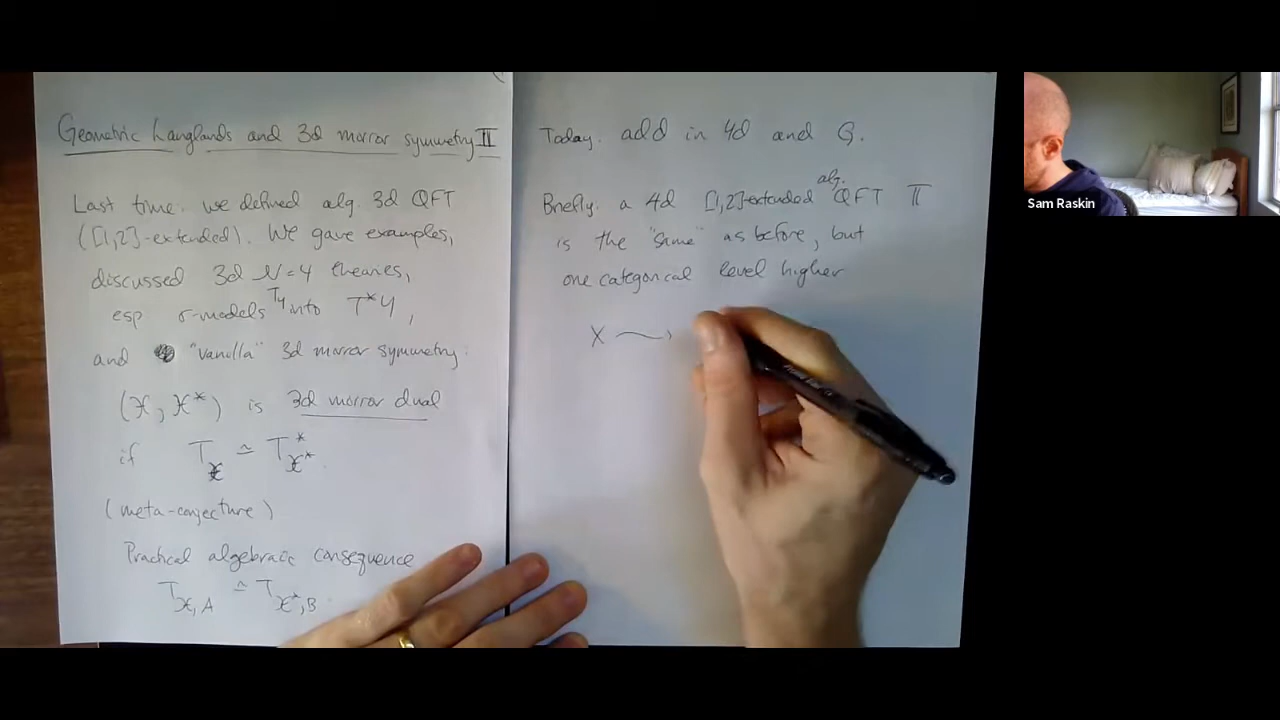 Geometric Langlands and 3d mirror symmetry II
Last time: we defined alg. 3d QFT
([1,2]-extended). We gave examples,
discussed 3d N=4 theories,
esp σ-models T_Y into T*Y,
and "vanilla" 3d mirror symmetry:
(X, X*) is 3d mirror dual
if T_X ≃ T*_X*.
(meta-conjecture)
Practical algebraic consequence
T_X,A ≃ T_X*,B.
Today: add in 4d and G.
Briefly: a 4d [1,2]-extended alg. QFT 𝕋
is the "same" as before, but
one categorical level higher
X ⇝
Sam Raskin